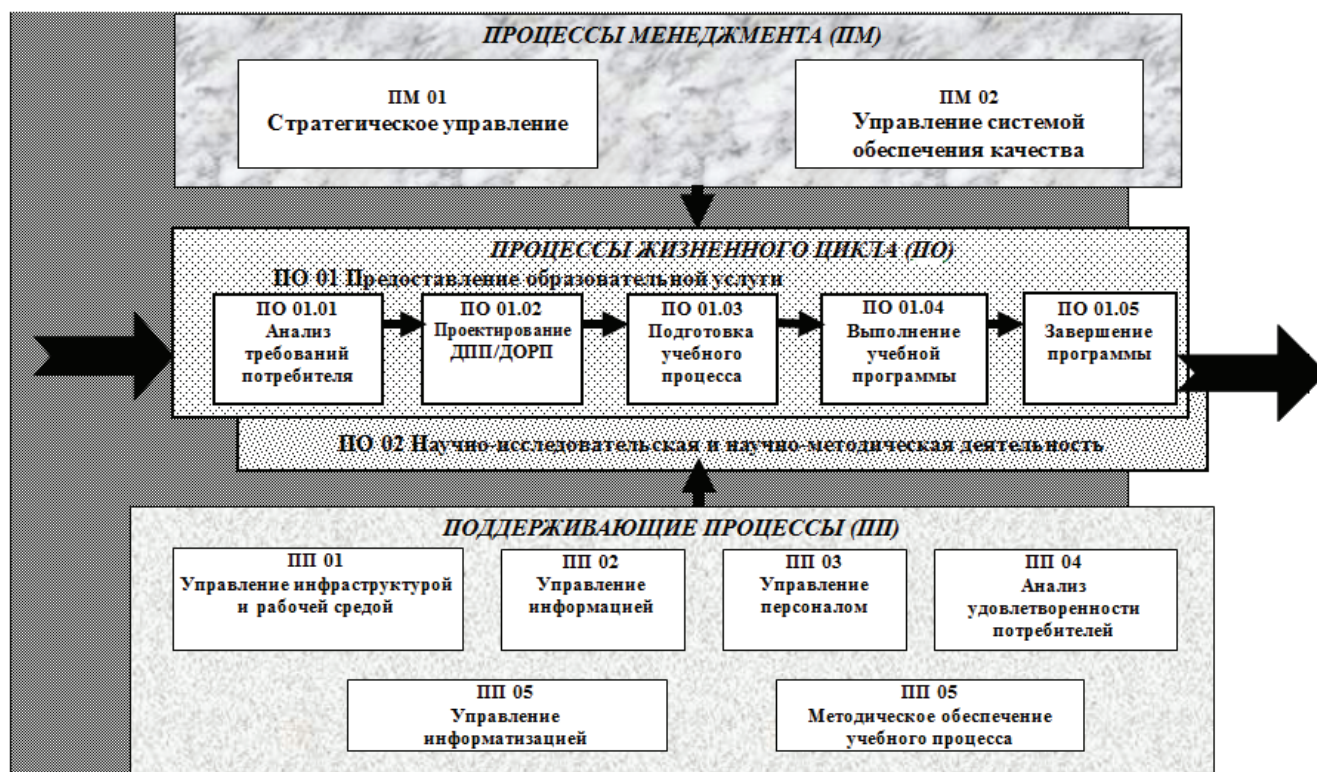 ПРОЦЕССЫ МЕНЕДЖМЕНТА (ПМ)
ПМ 01
Стратегическое управление
ПМ 02
Управление системой
обеспечения качества
ПРОЦЕССЫ ЖИЗНЕННОГО ЦИКЛА (ПО)
ПО 01 Предоставление образовательной услуги
ПО 01.01
Анализ
требований
потребителя
ПО 01.02
Проектирование
ДПП/ДОРП
ПО 01.03
Подготовка
учебного
процесса
ПО 01.04
Выполнение
учебной
программы
ПО 01.05
Завершение
программы
ПО 02 Научно-исследовательская и научно-методическая деятельность
ПОДДЕРЖИВАЮЩИЕ ПРОЦЕССЫ (ПП)
ПП 01
Управление инфраструктурой
и рабочей средой
ПП 02
Управление
информацией
ПП 03
Управление
персоналом
ПП 04
Анализ
удовлетворенности
потребителей
ПП 05
Управление
информатизацией
ПП 05
Методическое обеспечение
учебного процесса